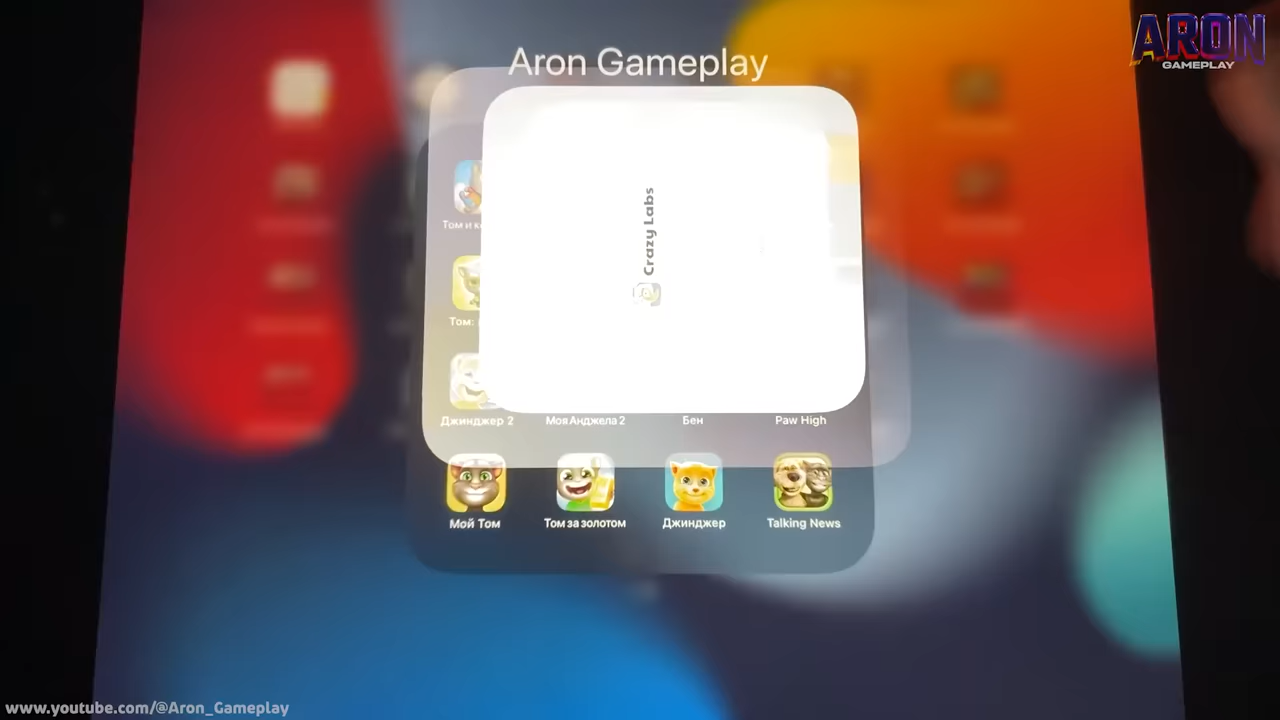 ARON
GAMEPLAY
Aron Gameplay
Crazy Labs
Том и к
Том:
Джинджер 2
Моя Анджела 2
Бен
Paw High
Мой Том
Том за золотом
Джинджер
Talking News
www.youtube.com/@Aron_Gameplay